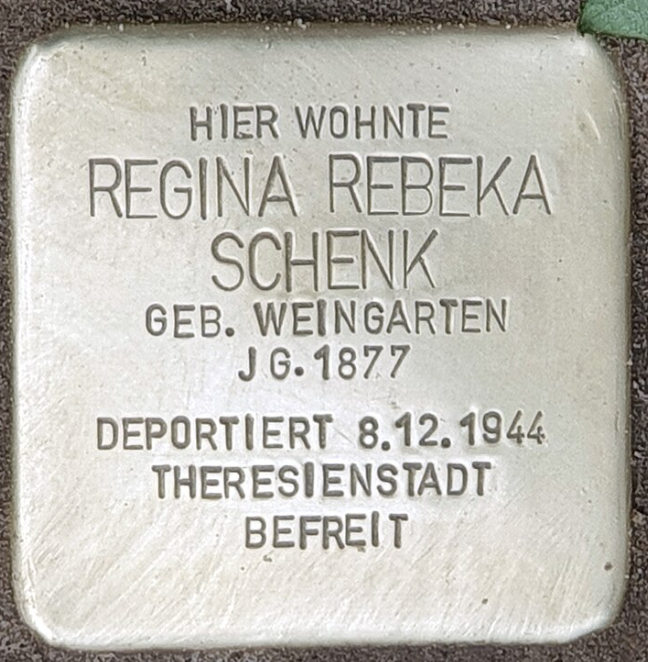 HIER WOHNTE
REGINA REBEKA
SCHENK
GEB. WEINGARTEN
JG. 1877
DEPORTIERT 8.12.1944
THERESIENSTADT
BEFREIT